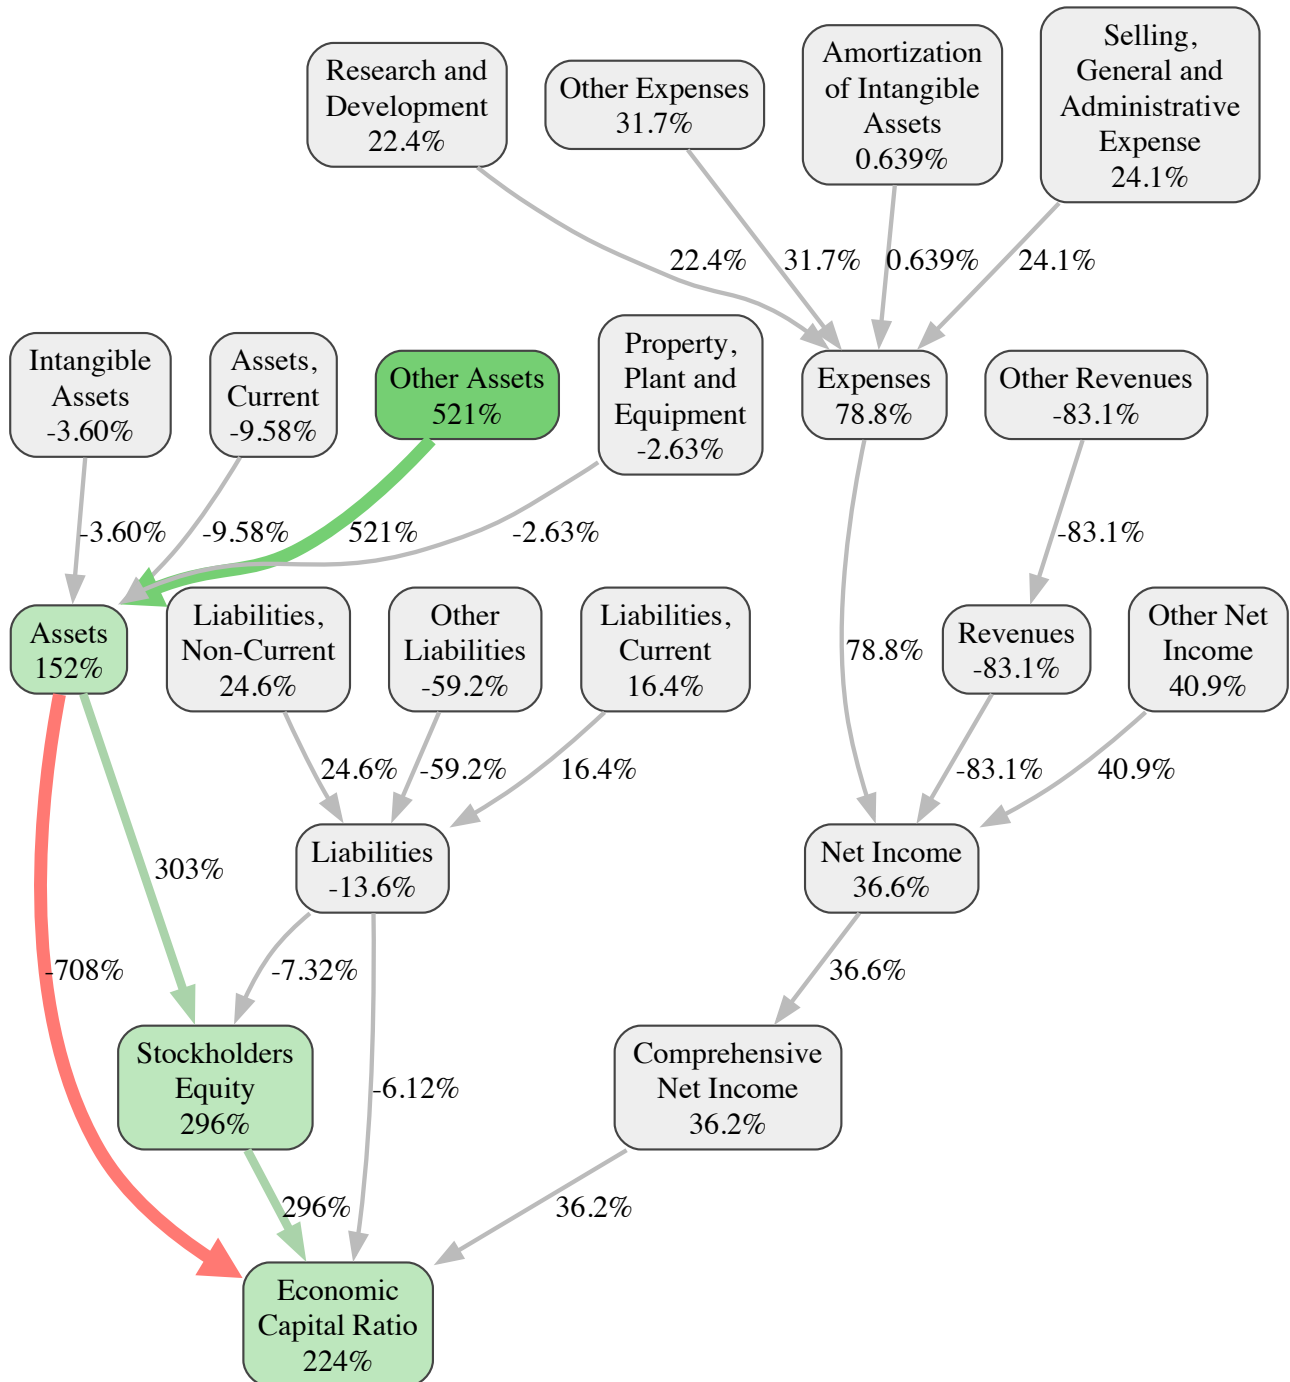 Research and
Development
22.4%
Other Expenses
31.7%
Amortization
of Intangible
Assets
0.639%
Selling,
General and
Administrative
Expense
24.1%
22.4%
31.7%
0.639%
24.1%
Intangible
Assets
-3.60%
Assets,
Current
-9.58%
Other Assets
521%
Property,
Plant and
Equipment
-2.63%
Expenses
78.8%
Other Revenues
-83.1%
-3.60%
-9.58%
521%
-2.63%
-83.1%
Assets
152%
Liabilities,
Non-Current
24.6%
Other
Liabilities
-59.2%
Liabilities,
Current
16.4%
78.8%
Revenues
-83.1%
Other Net
Income
40.9%
24.6%
-59.2%
16.4%
-83.1%
40.9%
303%
Liabilities
-13.6%
Net Income
36.6%
-708%
-7.32%
36.6%
Stockholders
Equity
296%
-6.12%
Comprehensive
Net Income
36.2%
296%
36.2%
Economic
Capital Ratio
224%